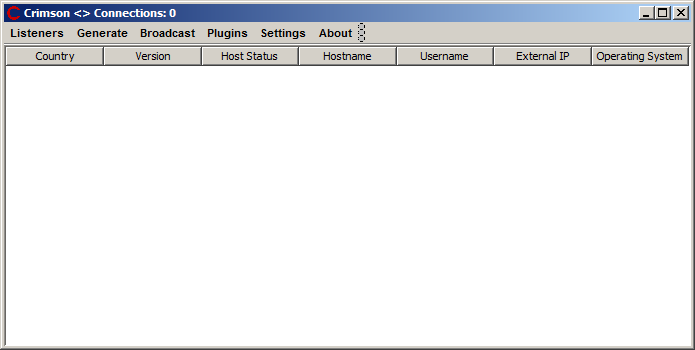 Crimson <> Connections: 0
Listeners Generate Broadcast Plugins Settings About
Country Version Host Status Hostname Username External IP Operating System